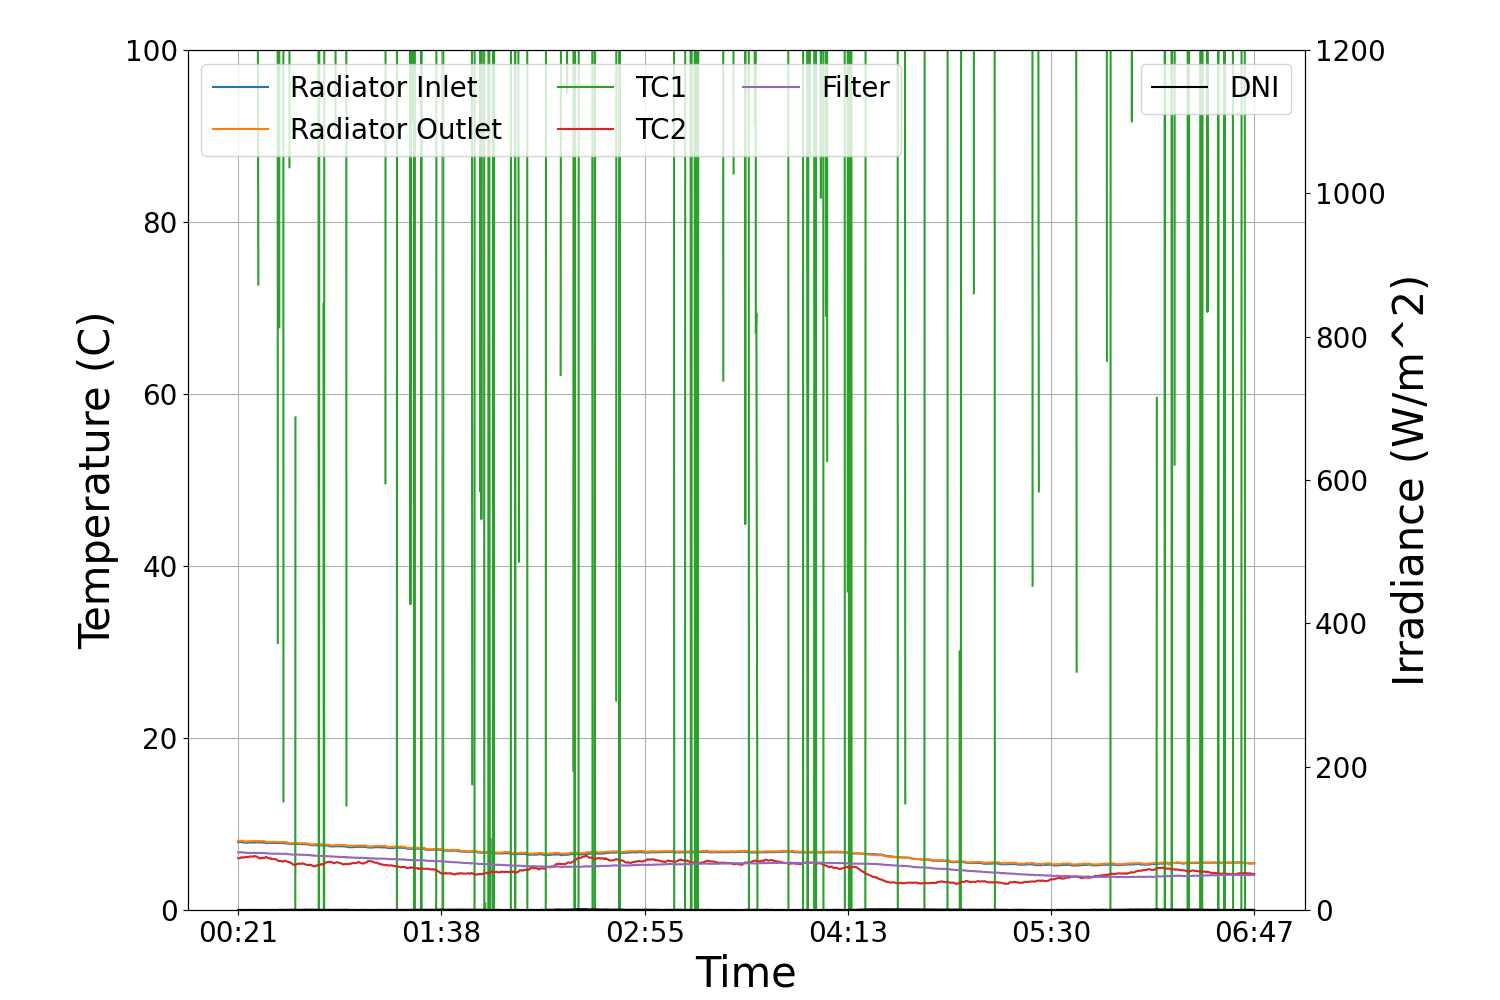 100
80
60
40
20
0
Temperature (C)
Radiator Inlet
Radiator Outlet
TC1
TC2
Filter
DNI
1200
1000
800
600
400
200
0
Irradiance (W/m^2)
00:21 01:38 02:55 04:13 05:30 06:47
Time